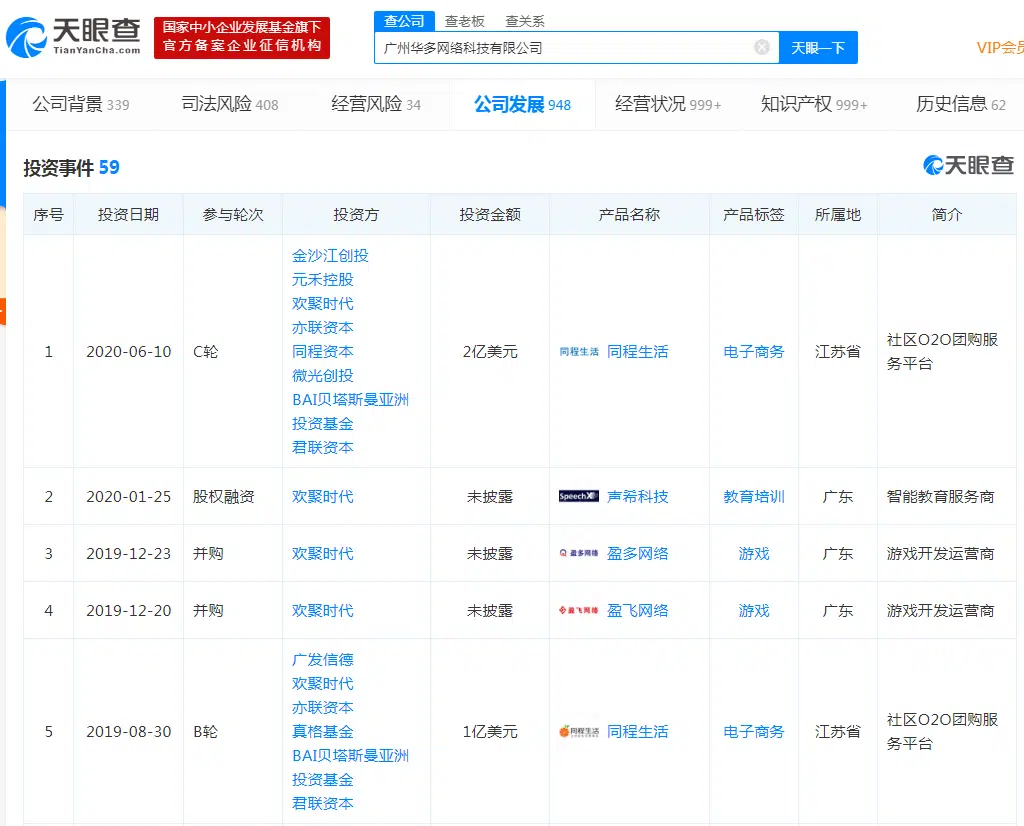 天眼查
TianYanCha.com
国家中小企业发展基金旗下
官方备案企业征信机构
查公司 查老板 查关系
广州华多网络科技有限公司
天眼一下
VIP会员
公司背景 339 司法风险 408 经营风险 34 公司发展 948 经营状况 999+ 知识产权 999+ 历史信息 62
投资事件 59
天眼查
序号 投资日期 参与轮次 投资方 投资金额 产品名称 产品标签 所属地 简介
金沙江创投
元禾控股
欢聚时代
亦联资本
1 2020-06-10 C轮 同程资本 2亿美元 同程生活 同程生活 电子商务 江苏省 社区O2O团购服
务平台
微光创投
BAI贝塔斯曼亚洲
投资基金
君联资本
2 2020-01-25 股权融资 欢聚时代 未披露 SpeechX 声希科技 教育培训 广东 智能教育服务商
3 2019-12-23 并购 欢聚时代 未披露 盈多网络 盈多网络 游戏 广东 游戏开发运营商
4 2019-12-20 并购 欢聚时代 未披露 盈飞网络 盈飞网络 游戏 广东 游戏开发运营商
广发信德
欢聚时代
亦联资本
5 2019-08-30 B轮 真格基金 1亿美元 同程生活 同程生活 电子商务 江苏省 社区O2O团购服
务平台
BAI贝塔斯曼亚洲
投资基金
君联资本